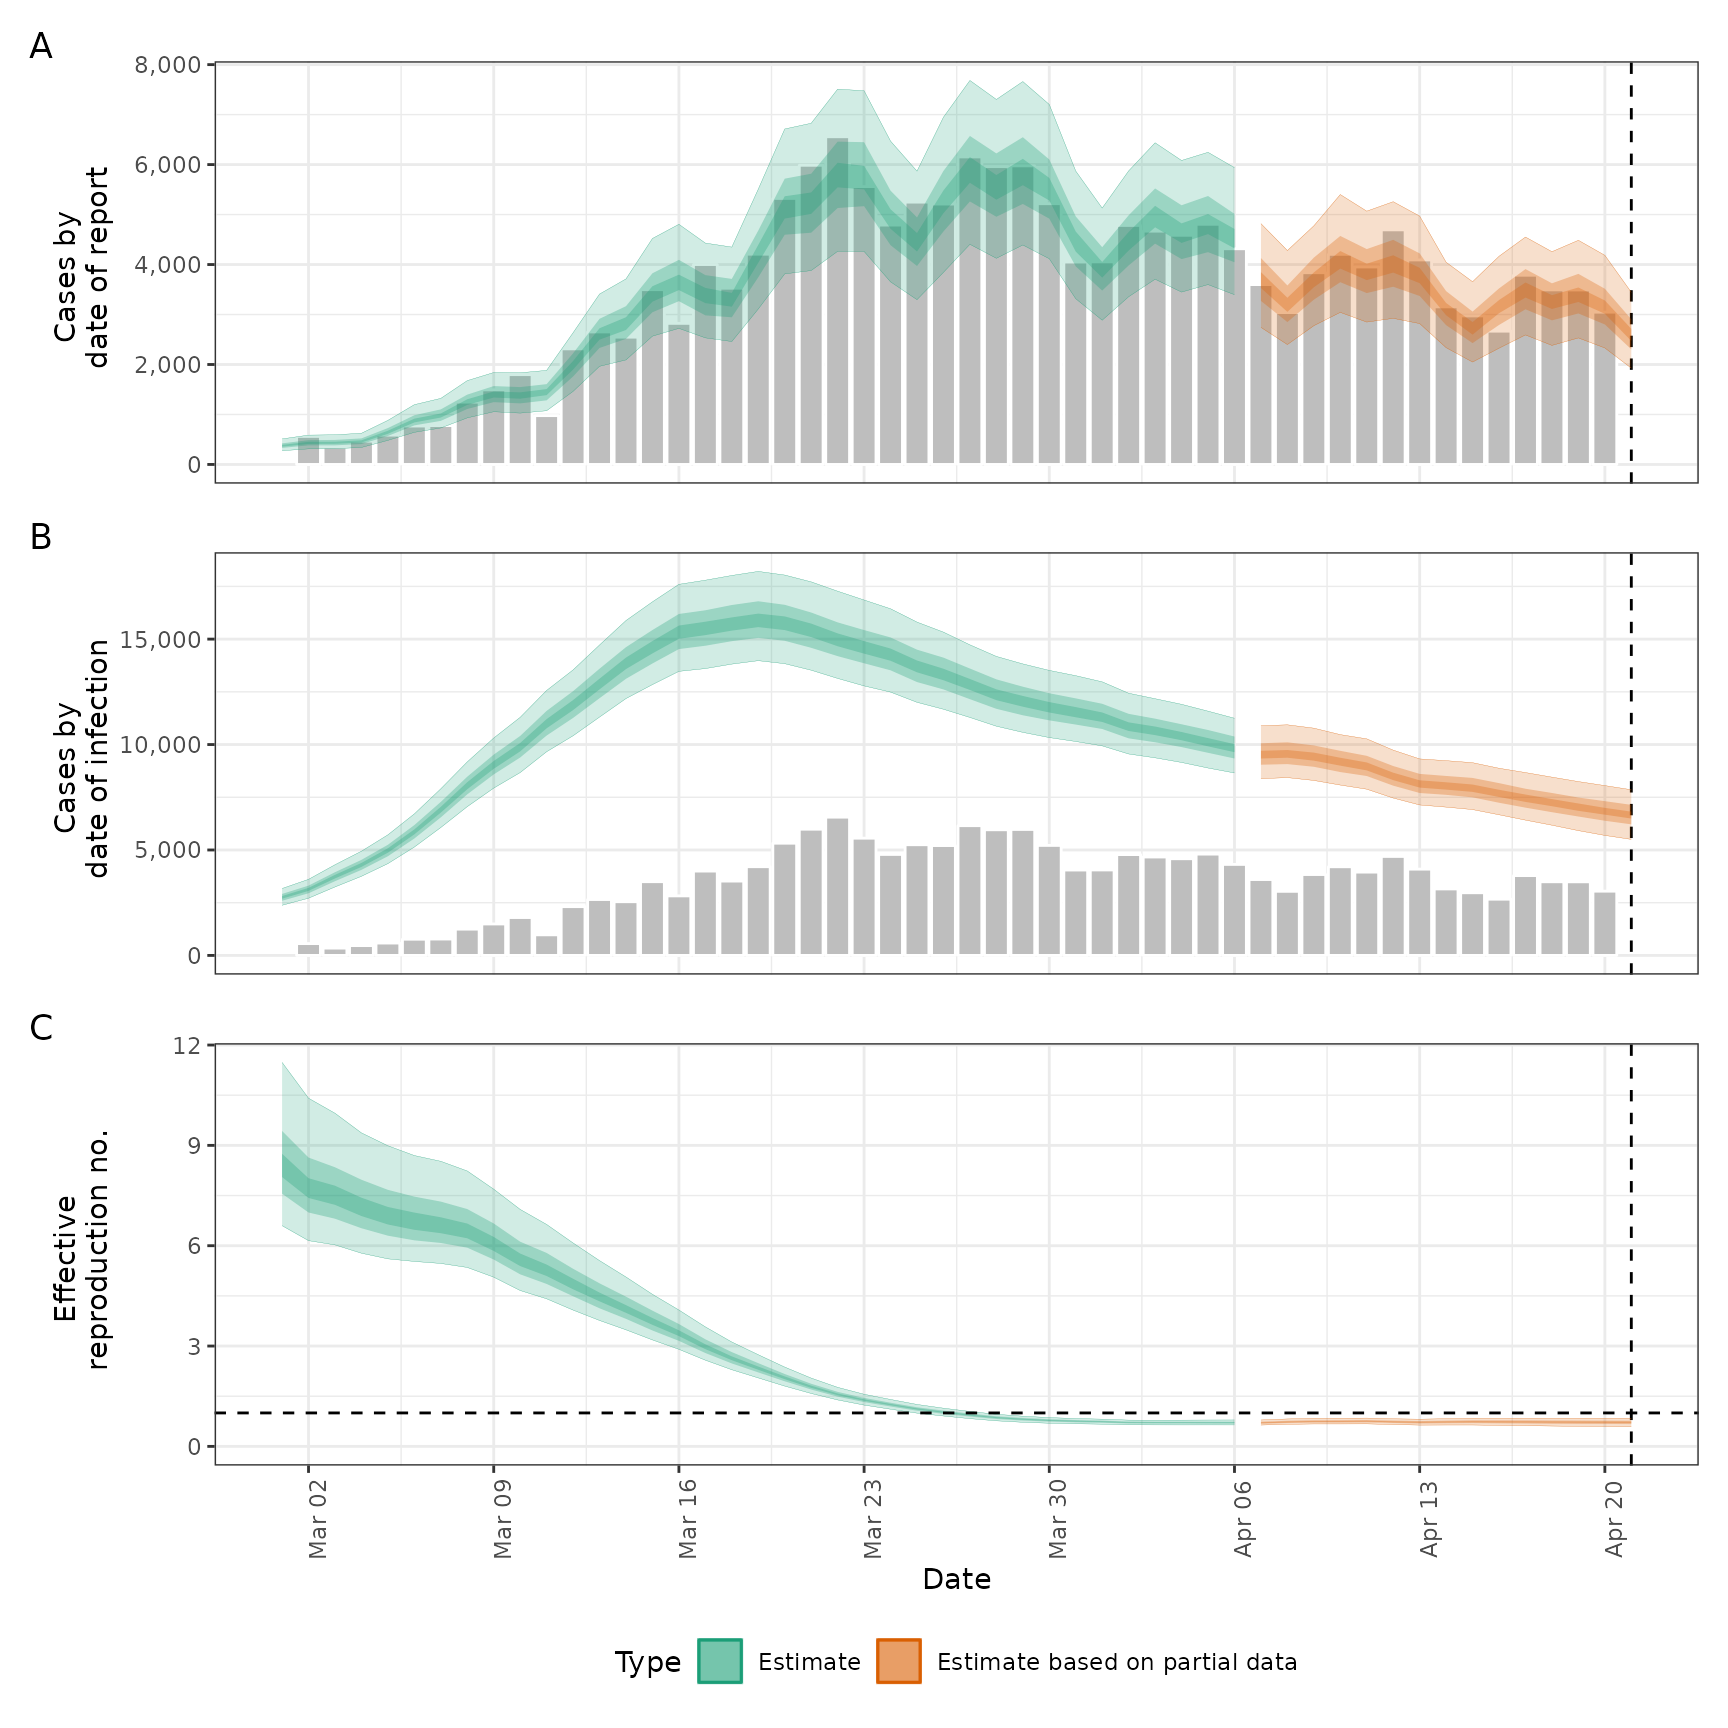 A
8,000
6,000
4,000
2,000
0
Cases by
date of report
B
15,000
10,000
5,000
0
Cases by
date of infection
C
12
9
6
3
0
Effective
reproduction no.
Mar 02
Mar 09
Mar 16
Mar 23
Mar 30
Apr 06
Apr 13
Apr 20
Date
Type
Estimate
Estimate based on partial data